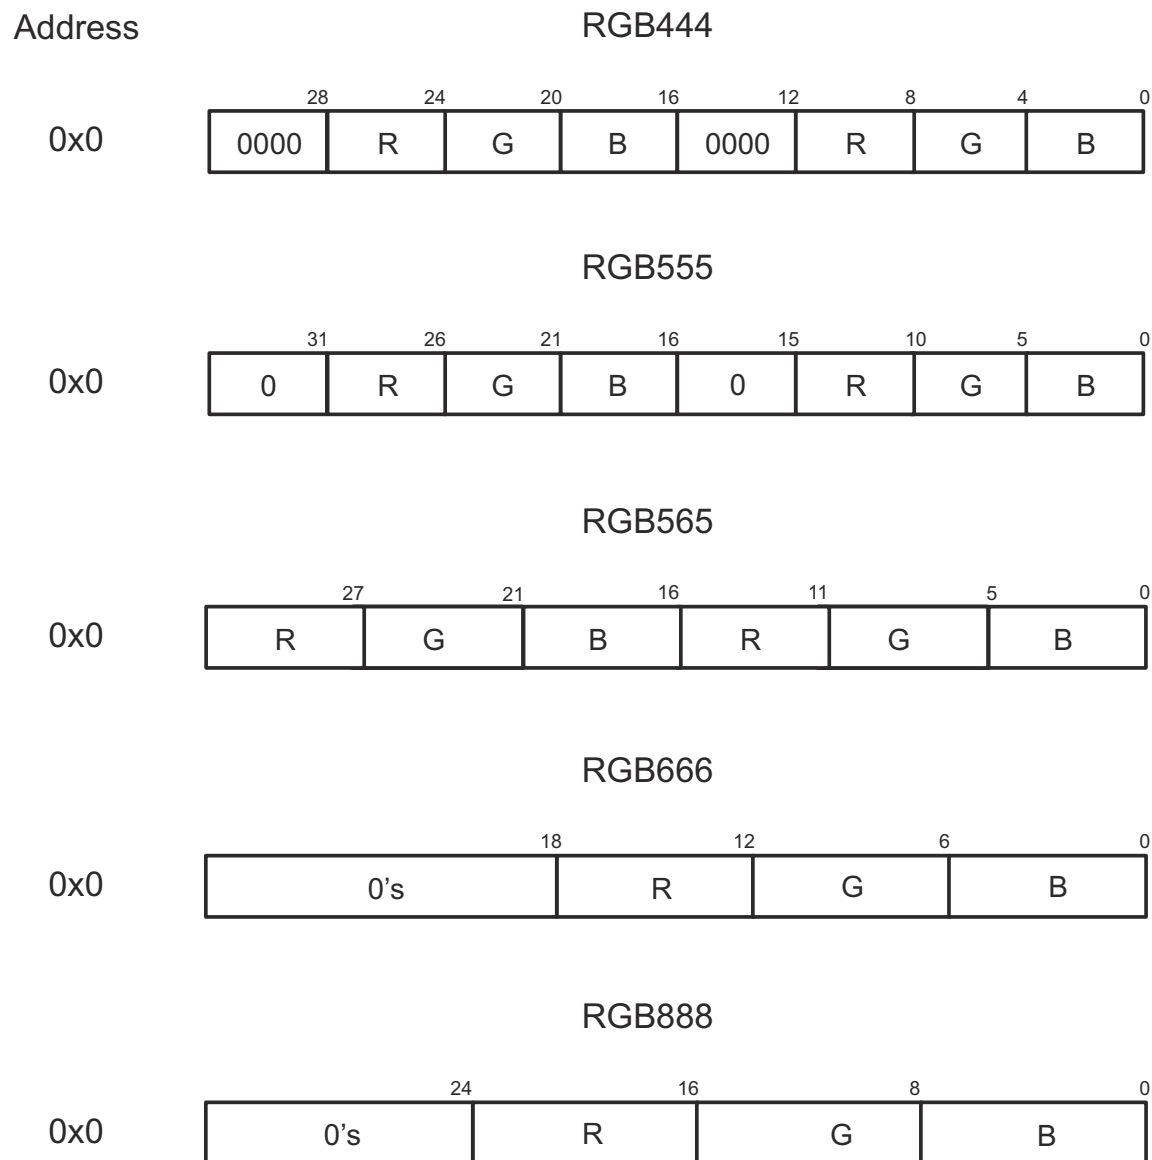 Address RGB444
28 24 20 16 12 8 4 0
0x0 0000 R G B 0000 R G B
RGB555
31 26 21 16 15 10 5 0
0x0 0 R G B 0 R G B
RGB565
27 21 16 11 5 0
0x0 R G B R G B
RGB666
18 12 6 0
0x0 0's R G B
RGB888
24 16 8 0
0x0 0's R G B